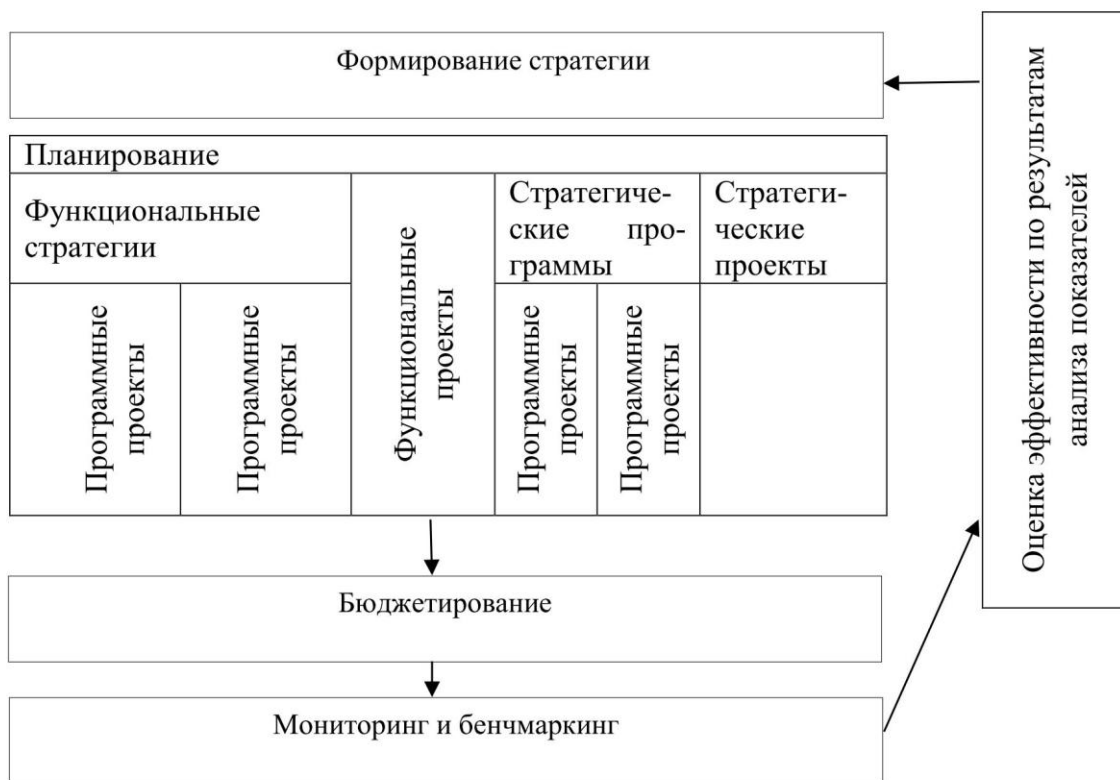 Формирование стратегии
Планирование
Функциональные
стратегии
Программные
проекты
Программные
проекты
Функциональные
проекты
Стратегиче-
ские про-
граммы
Программные
проекты
Программные
проекты
Стратеги-
ческие
проекты
Бюджетирование
Мониторинг и бенчмаркинг
Оценка эффективности по результатам
анализа показателей